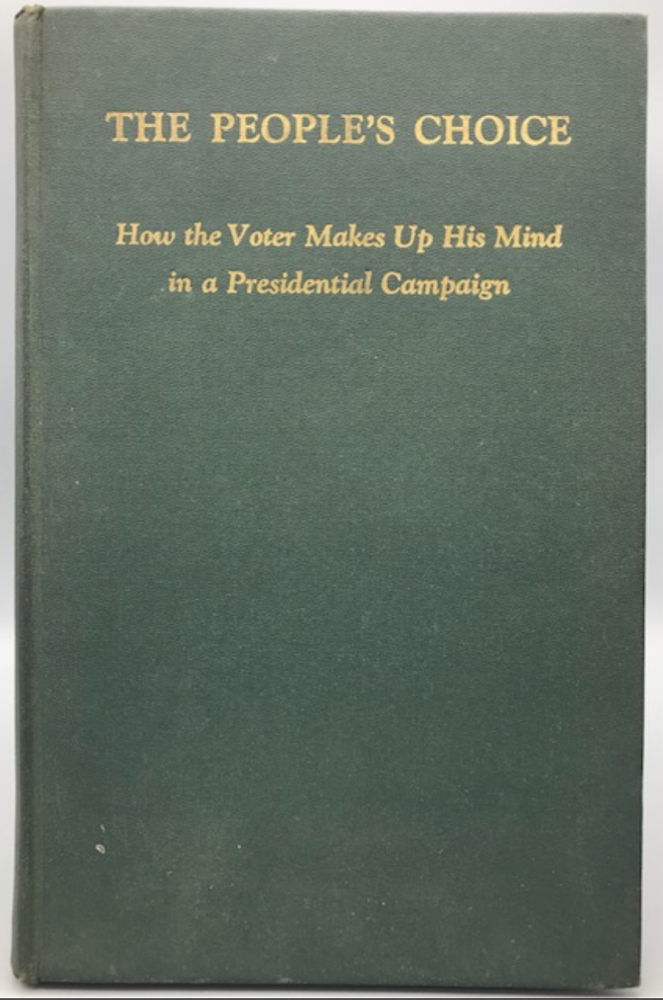 THE PEOPLE'S CHOICE
How the Voter Makes Up His Mind
in a Presidential Campaign